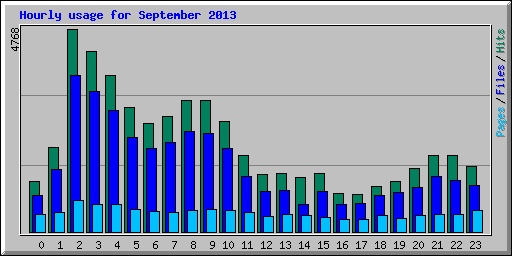 Hourly usage for September 2013
4768
Pages / Files / Hits
0 1 2 3 4 5 6 7 8 9 10 11 12 13 14 15 16 17 18 19 20 21 22 23